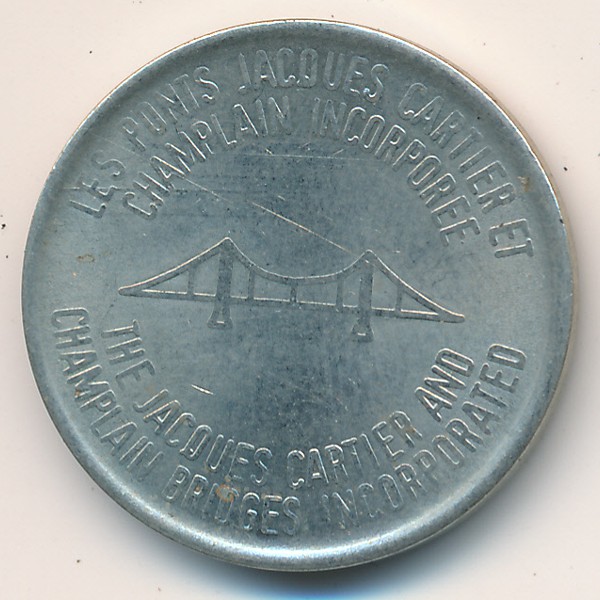 LES PONTS JACQUES CARTIER ET
CHAMPLAIN INCORPORÉE
THE JACQUES CARTIER AND
CHAMPLAIN BRIDGES INCORPORATED